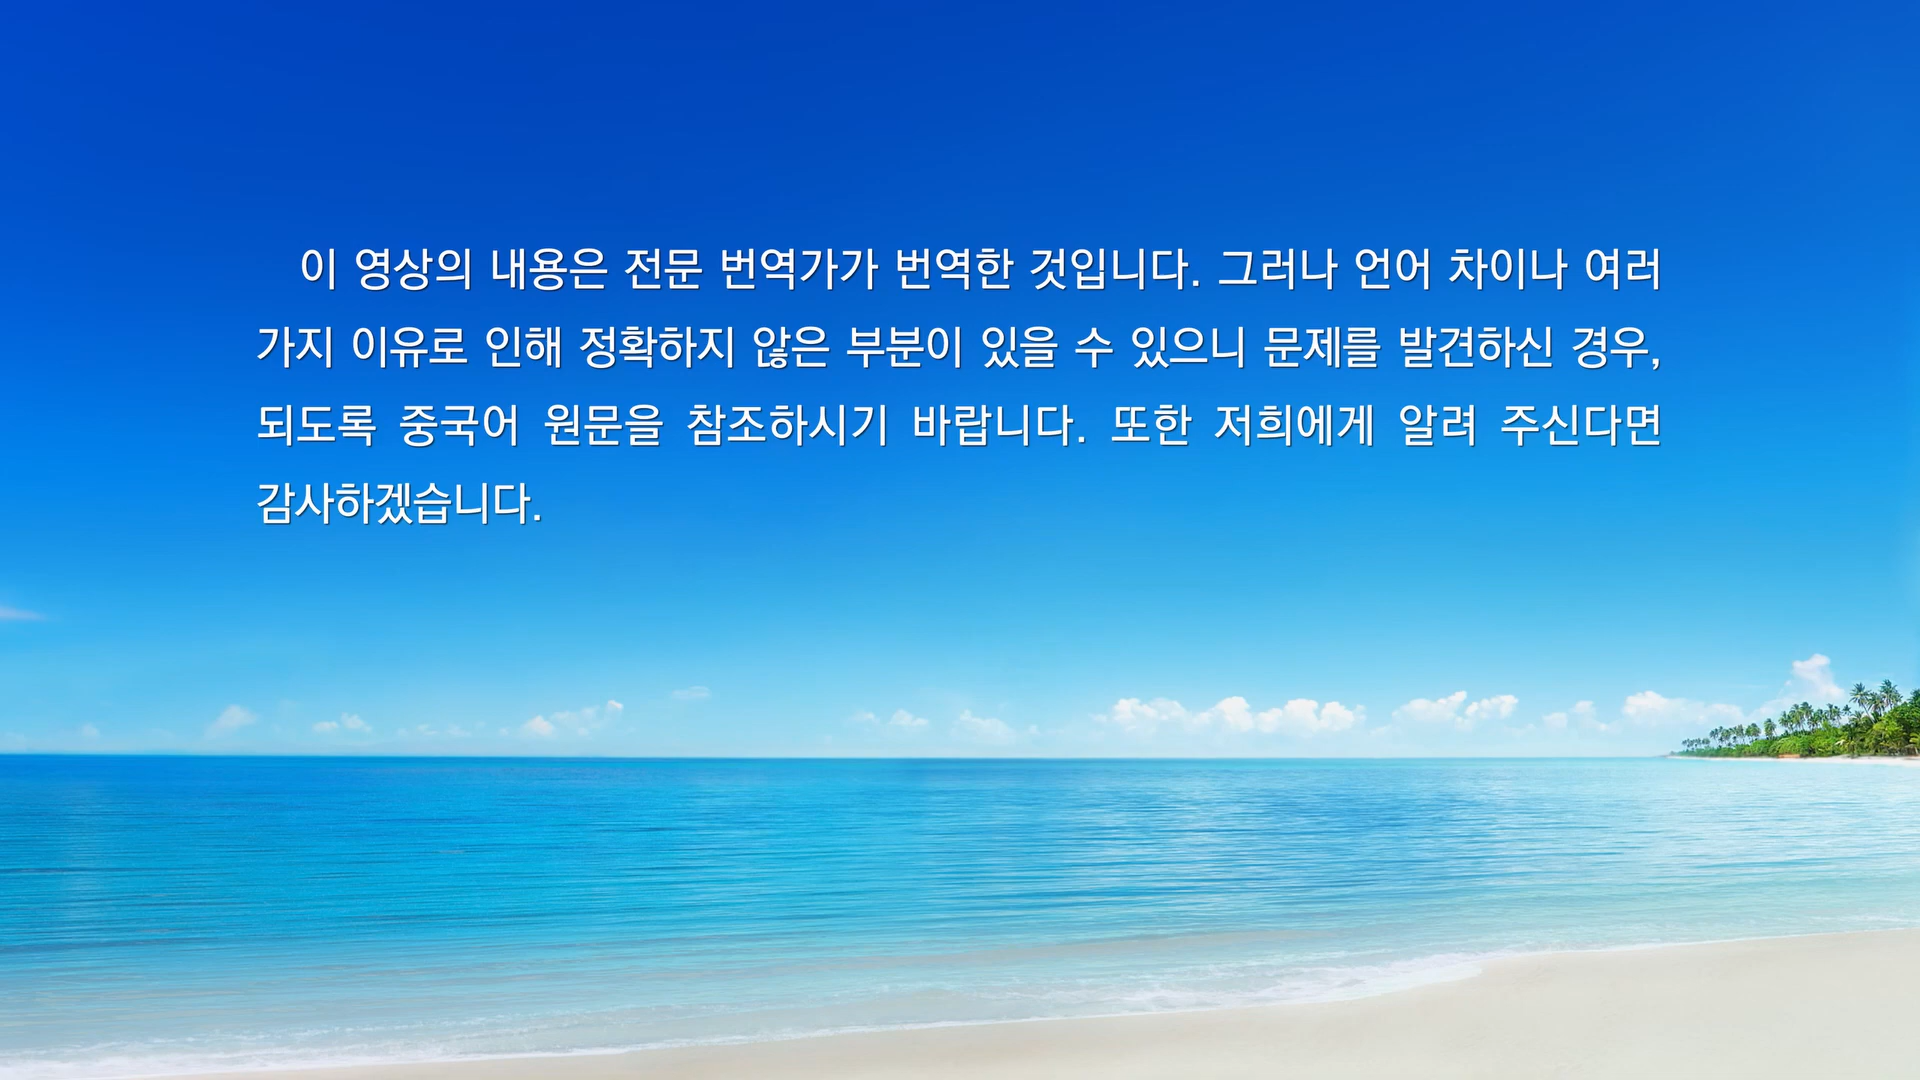 이 영상의 내용은 전문 번역가가 번역한 것입니다. 그러나 언어 차이나 여러
가지 이유로 인해 정확하지 않은 부분이 있을 수 있으니 문제를 발견하신 경우,
되도록 중국어 원문을 참조하시기 바랍니다. 또한 저희에게 알려 주신다면
감사하겠습니다.